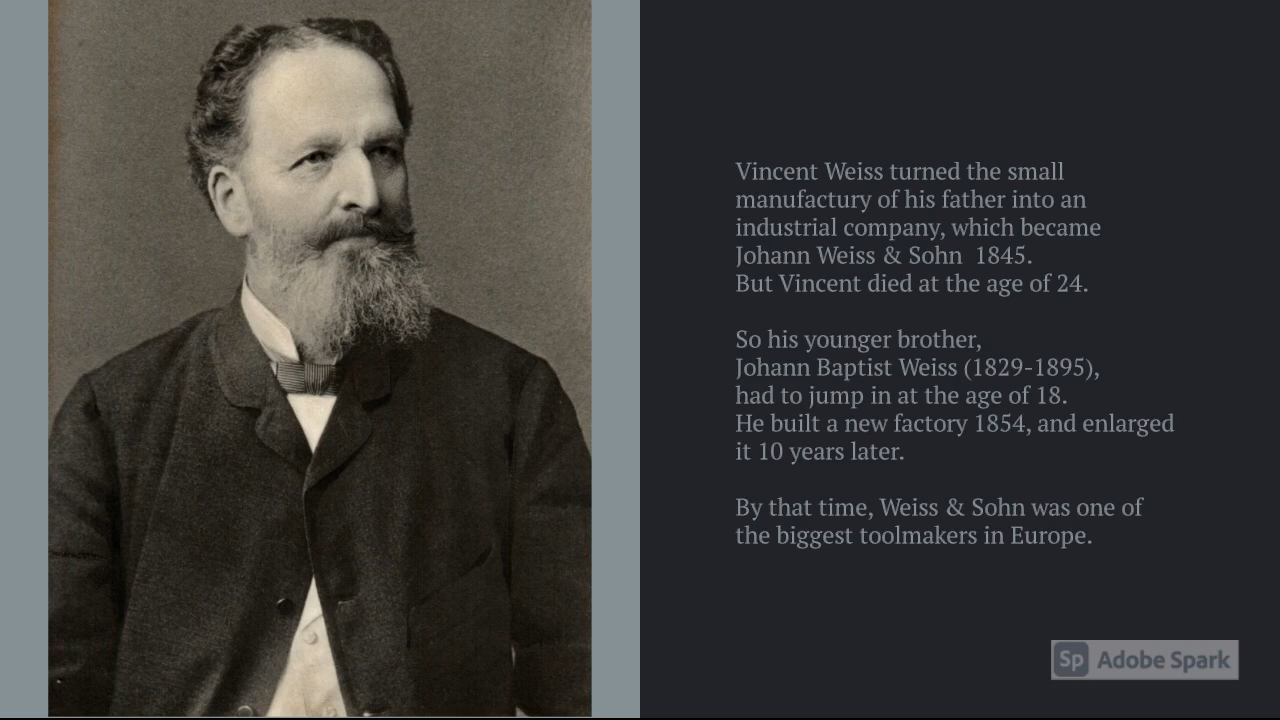 Vincent Weiss turned the small
manufactury of his father into an
industrial company, which became
Johann Weiss & Sohn  1845.
But Vincent died at the age of 24.
So his younger brother,
Johann Baptist Weiss (1829-1895),
had to jump in at the age of 18.
He built a new factory 1854, and enlarged
it 10 years later.
By that time, Weiss & Sohn was one of
the biggest toolmakers in Europe.
Sp Adobe Spark